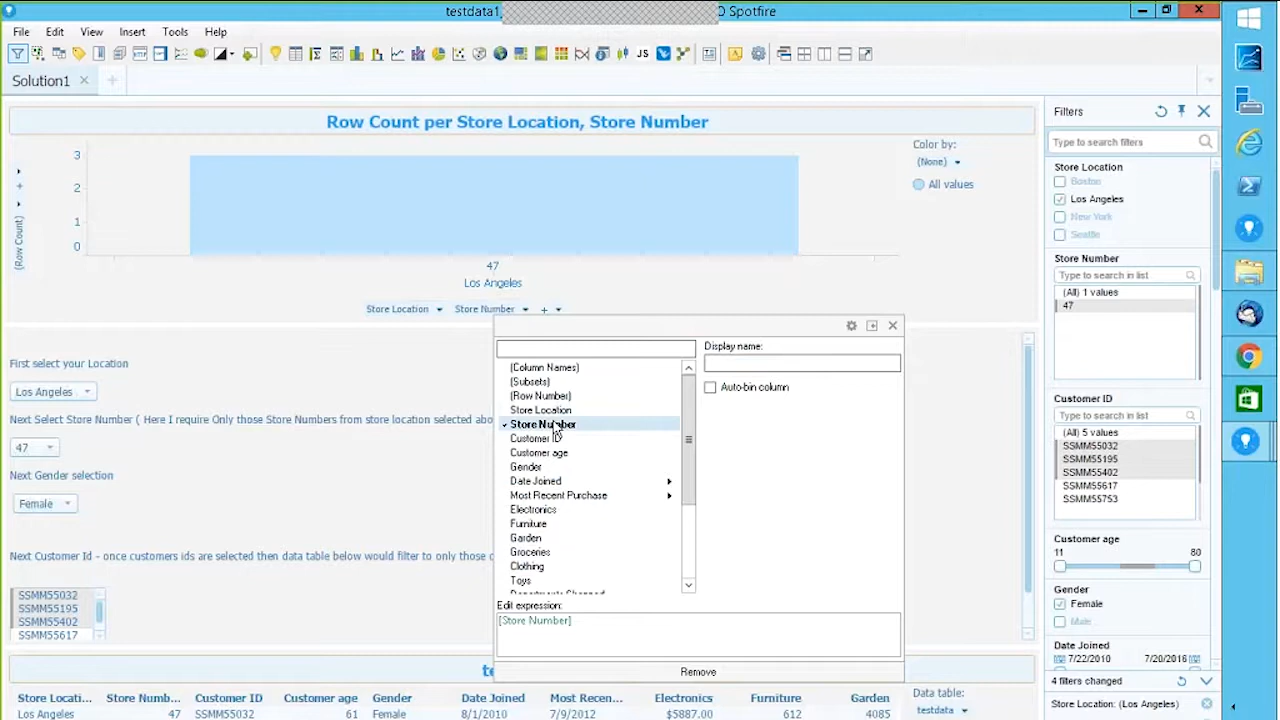 testdata1
O Spotfire
File Edit View Insert Tools Help
JS
Solution1
Row Count per Store Location, Store Number
3
2
1
0
(Row Count)
47
Los Angeles
Store Location
Store Number
Color by:
(None)
All values
First select your Location
Los Angeles
Next Select Store Number ( Here I require Only those Store Numbers from store location selected abo
47
Next Gender selection
Female
Next Customer Id - once customers ids are selected then data table below would filter to only those c
SSMM55032
SSMM55195
SSMM55402
SSMM55617
(Column Names)
(Subsets)
(Row Number)
Store Location
Store Number
Customer ID
Customer age
Gender
Date Joined
Most Recent Purchase
Electronics
Furniture
Garden
Groceries
Clothing
Toys
Display name:
Auto-bin column
Edit expression:
[Store Number]
Remove
te
Store Locati... Store Numb... Customer ID Customer age Gender Date Joined Most Recen... Electronics Furniture Garden
Los Angeles 47 SSMM55032 61 Female 8/1/2010 7/9/2012 $5887.00 612 4085
Data table:
testdata
Filters
Type to search filters
Store Location
Boston
Los Angeles
New York
Seattle
Store Number
Type to search in list
(All) 1 values
47
Customer ID
Type to search in list
(All) 5 values
SSMM55032
SSMM55195
SSMM55402
SSMM55617
SSMM55753
Customer age
11 80
Gender
Female
Male
Date Joined
7/22/2010 7/20/2016
4 filters changed
Store Location: (Los Angeles)